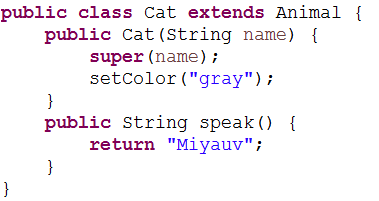 public class Cat extends Animal {
    public Cat(String name) {
        super(name);
        setColor("gray");
    }
    public String speak() {
        return "Miyauv";
    }
}